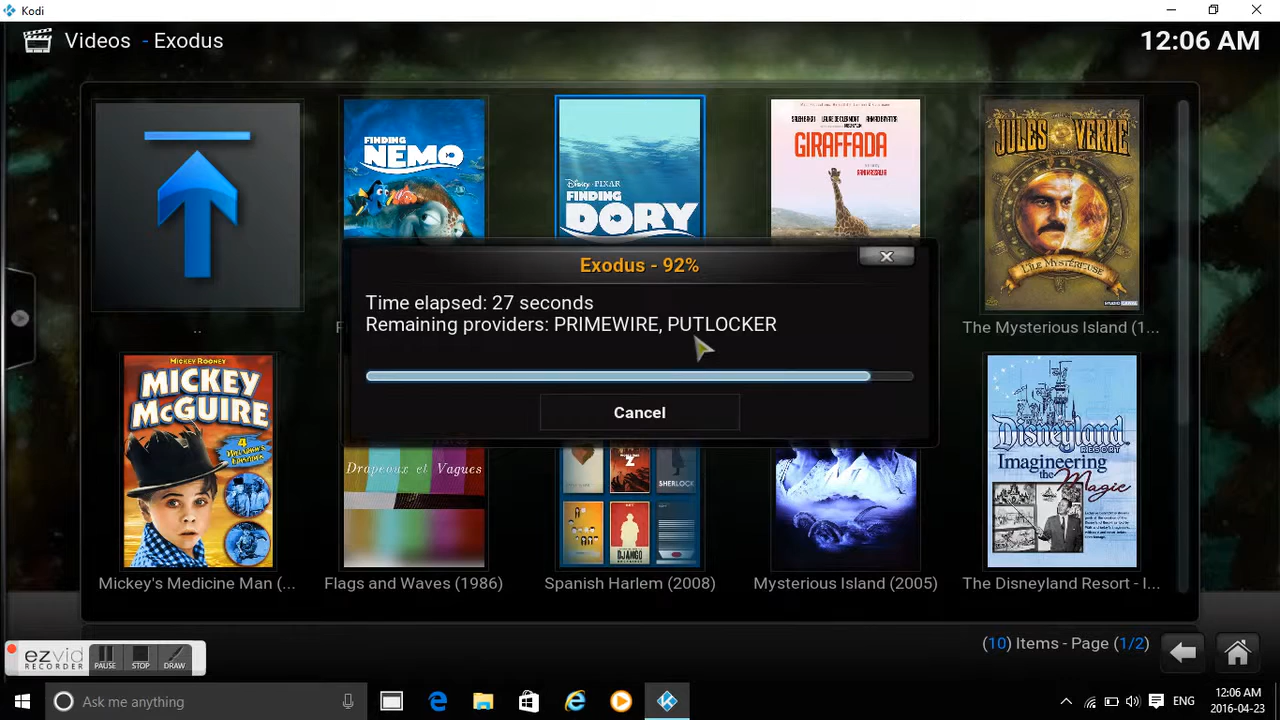 Kodi
Videos - Exodus
12:06 AM
FINDING
NEMO
Disney · PIXAR
FINDING
DORY
GIRAFFADA
JULES VERNE
L'ILE MYSTÉRIEUSE
Exodus - 92%
Time elapsed: 27 seconds
Remaining providers: PRIMEWIRE, PUTLOCKER
Cancel
..
F
The Mysterious Island (1...
MICKEY ROONEY
MICKEY
McGUIRE
4
Drapeaux et Vagues
SHERLOCK
DJANGO
Disneyland
RESORT
Imagineering
the
Magic
Mickey's Medicine Man (...
Flags and Waves (1986)
Spanish Harlem (2008)
Mysterious Island (2005)
The Disneyland Resort - I...
(10) Items - Page (1/2)
ezvid
RECORDER
PAUSE
STOP
DRAW
Ask me anything
ENG
12:06 AM
2016-04-23